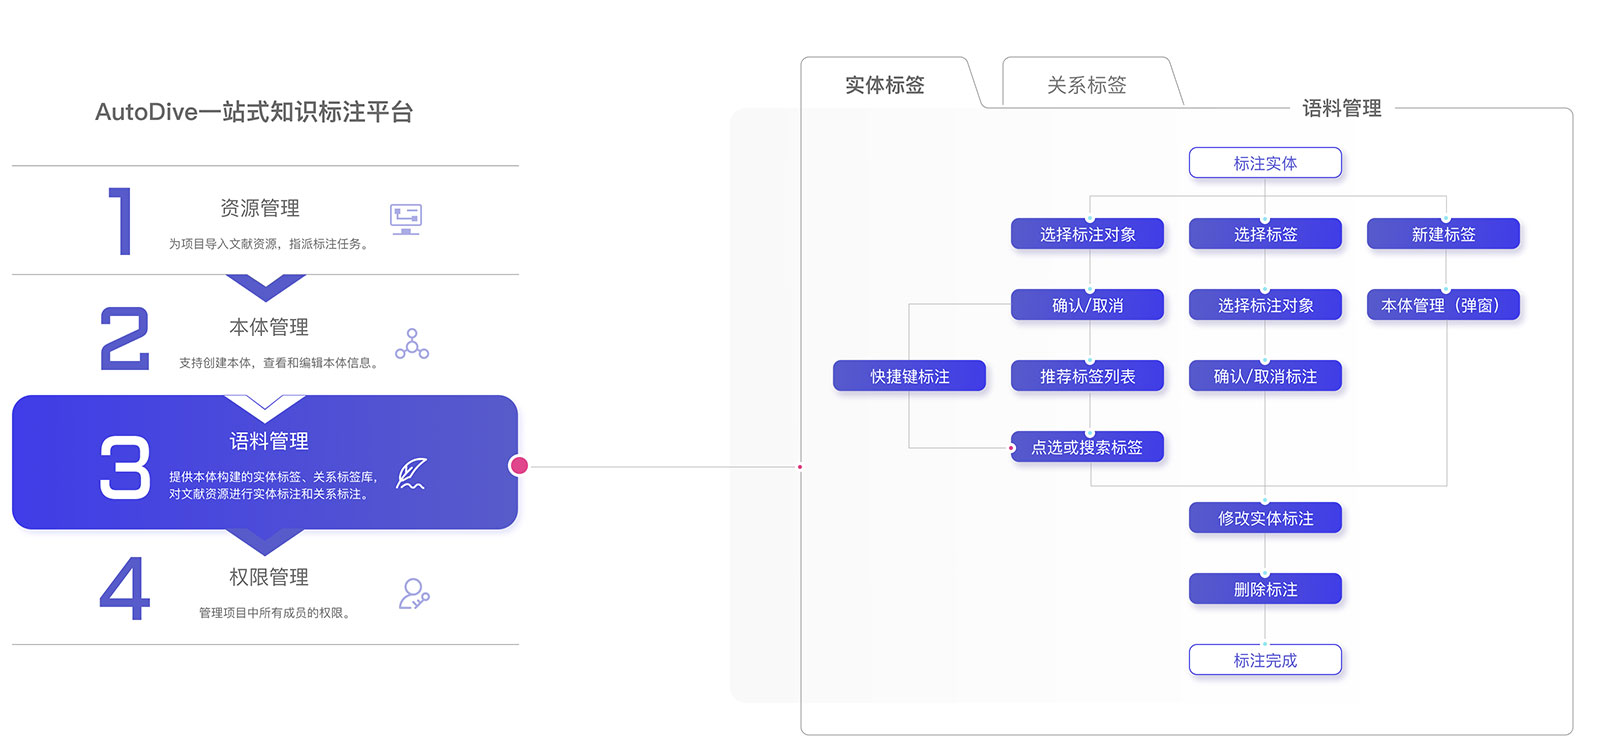 AutoDive一站式知识标注平台
1
资源管理
为项目导入文献资源，指派标注任务。
2
本体管理
支持创建本体，查看和编辑本体信息。
3
语料管理
提供本体构建的实体标签、关系标签库，
对文献资源进行实体标注和关系标注。
4
权限管理
管理项目中所有成员的权限。
实体标签
关系标签
语料管理
标注实体
选择标注对象
选择标签
新建标签
确认/取消
选择标注对象
本体管理（弹窗）
快捷键标注
推荐标签列表
确认/取消标注
点选或搜索标签
修改实体标注
删除标注
标注完成